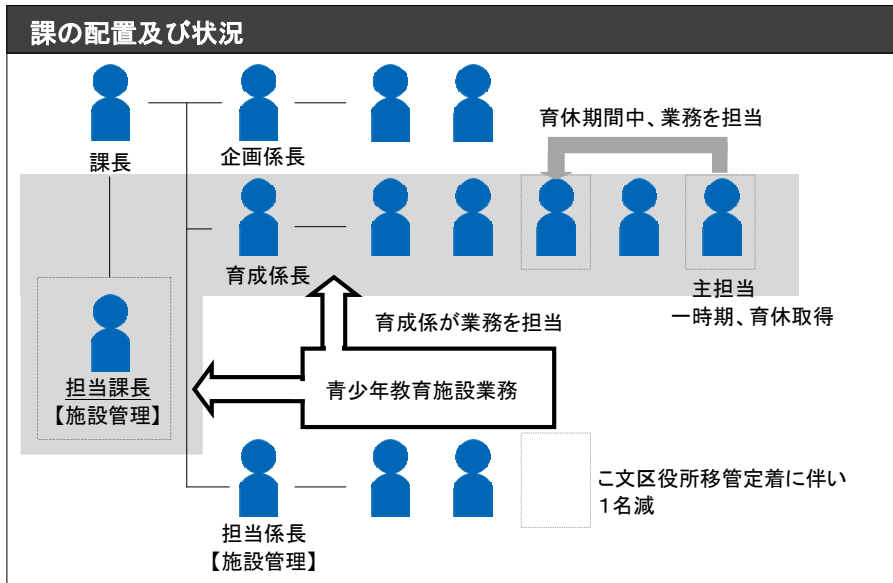 課の配置及び状況
育休期間中、業務を担当
課長
企画係長
育成係長
主担当
一時期、育休取得
育成係が業務を担当
担当課長
【施設管理】
青少年教育施設業務
こ文区役所移管定着に伴い
１名減
担当係長
【施設管理】